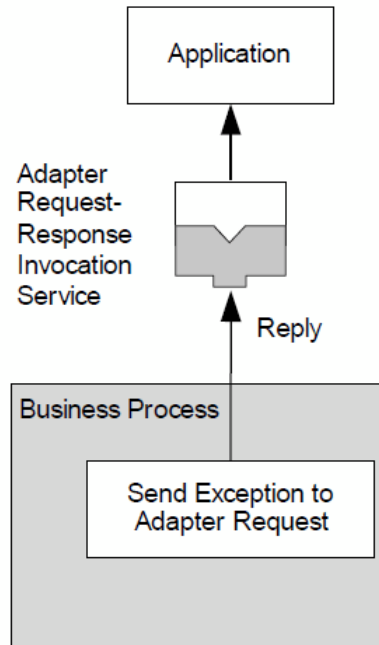 Application
Adapter
Request-
Response
Invocation
Service
Reply
Business Process
Send Exception to
Adapter Request